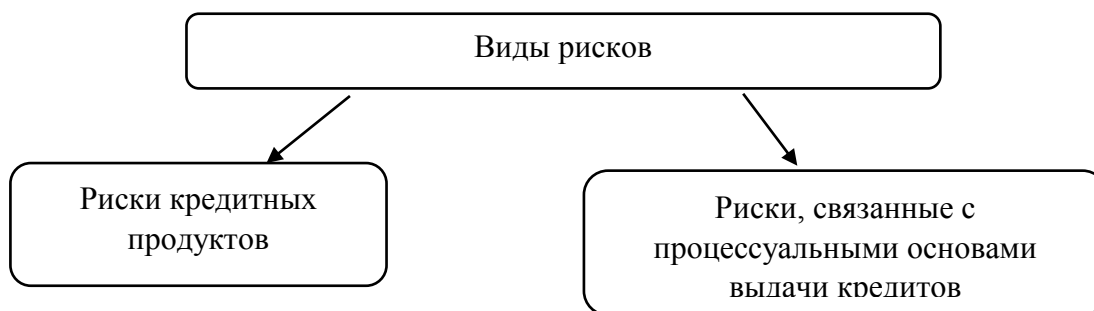 Виды рисков
Риски кредитных
продуктов
Риски, связанные с
процессуальными основами
выдачи кредитов